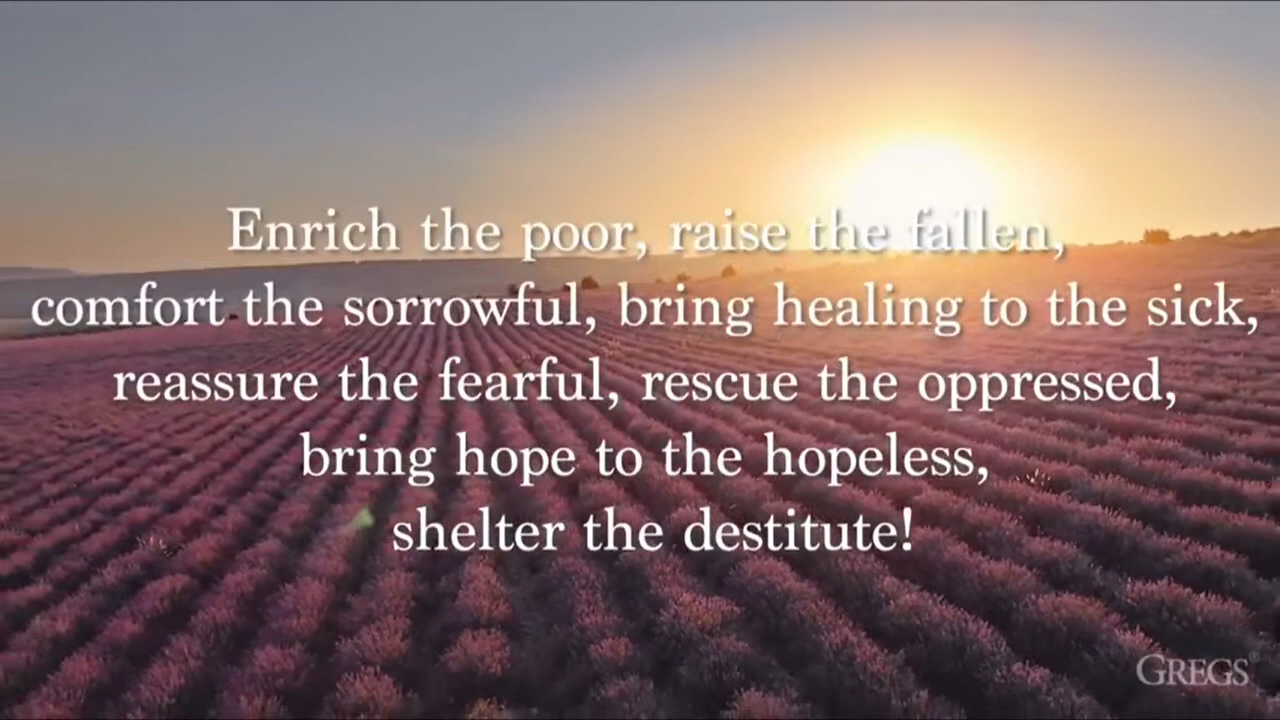 Enrich the poor, raise the fallen,
comfort the sorrowful, bring healing to the sick,
reassure the fearful, rescue the oppressed,
bring hope to the hopeless,
shelter the destitute!
GREGS®